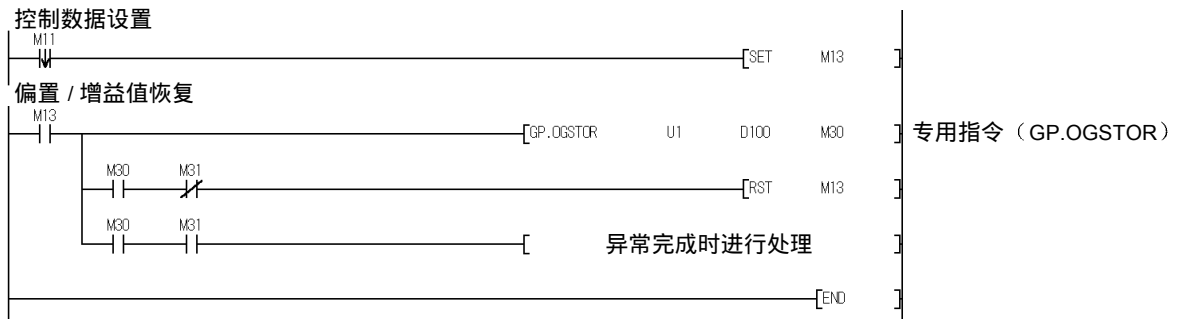 控制数据设置
M11
SET M13
偏置 / 增益值恢复
M13
GP.OGSTOR U1 D100 M30 专用指令（GP.OGSTOR）
M30 M31
RST M13
M30 M31
异常完成时进行处理
END